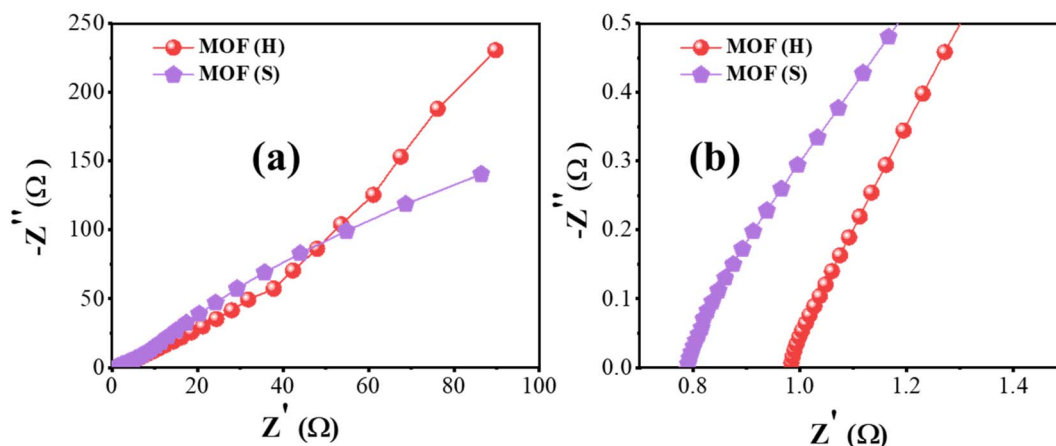 250
200
150
100
50
0
0 20 40 60 80 100
-Z'' (Ω)
Z' (Ω)
MOF (H)
MOF (S)
(a)
0.5
0.4
0.3
0.2
0.1
0.0
0.8 1.0 1.2 1.4
-Z'' (Ω)
Z' (Ω)
MOF (H)
MOF (S)
(b)